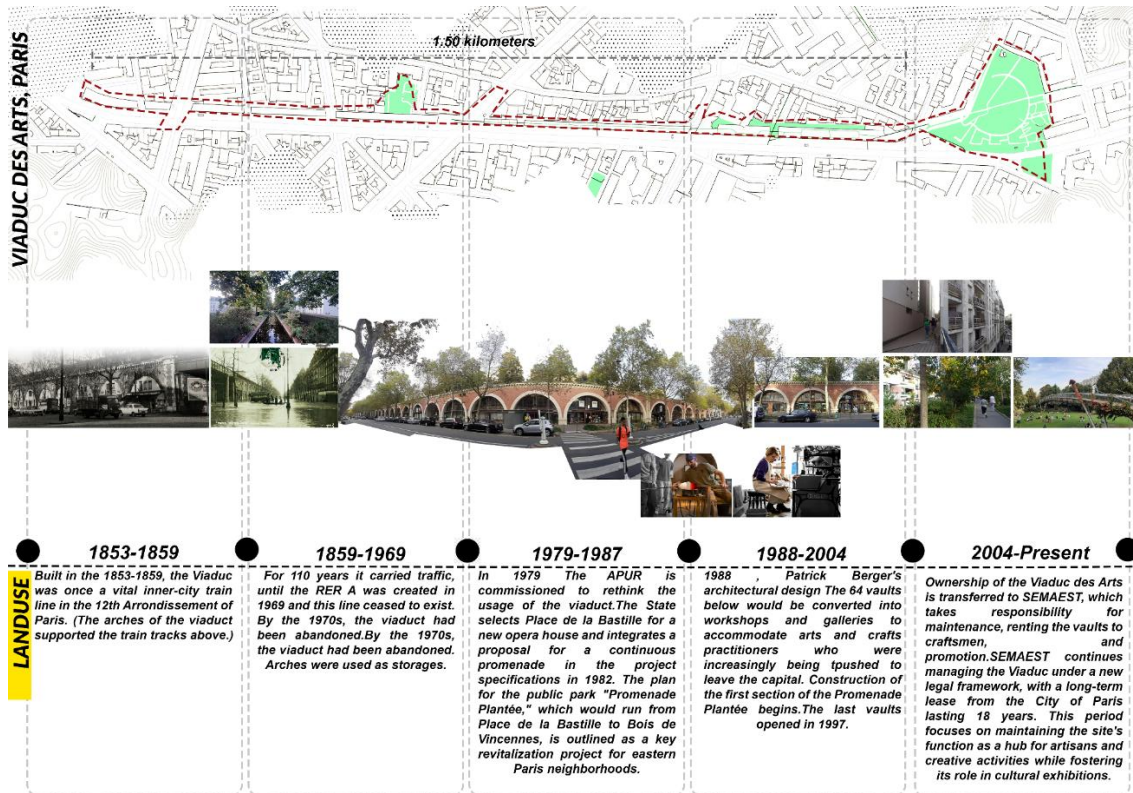 VIADUC DES ARTS, PARIS
1.50 kilometers
LANDUSE
1853-1859
Built in the 1853-1859, the Viaduc
was once a vital inner-city train
line in the 12th Arrondissement of
Paris. (The arches of the viaduct
supported the train tracks above.)
1859-1969
For 110 years it carried traffic,
until the RER A was created in
1969 and this line ceased to exist.
By the 1970s, the viaduct had
been abandoned.By the 1970s,
the viaduct had been abandoned.
Arches were used as storages.
1979-1987
In 1979 The APUR is
commissioned to rethink the
usage of the viaduct.The State
selects Place de la Bastille for a
new opera house and integrates a
proposal for a continuous
promenade in the project
specifications in 1982. The plan
for the public park "Promenade
Plantée," which would run from
Place de la Bastille to Bois de
Vincennes, is outlined as a key
revitalization project for eastern
Paris neighborhoods.
1988-2004
1988 , Patrick Berger's
architectural design The 64 vaults
below would be converted into
workshops and galleries to
accommodate arts and crafts
practitioners who were
increasingly being tpushed to
leave the capital. Construction of
the first section of the Promenade
Plantée begins.The last vaults
opened in 1997.
2004-Present
Ownership of the Viaduc des Arts
is transferred to SEMAEST, which
takes responsibility for
maintenance, renting the vaults to
craftsmen, and
promotion.SEMAEST continues
managing the Viaduc under a new
legal framework, with a long-term
lease from the City of Paris
lasting 18 years. This period
focuses on maintaining the site's
function as a hub for artisans and
creative activities while fostering
its role in cultural exhibitions.